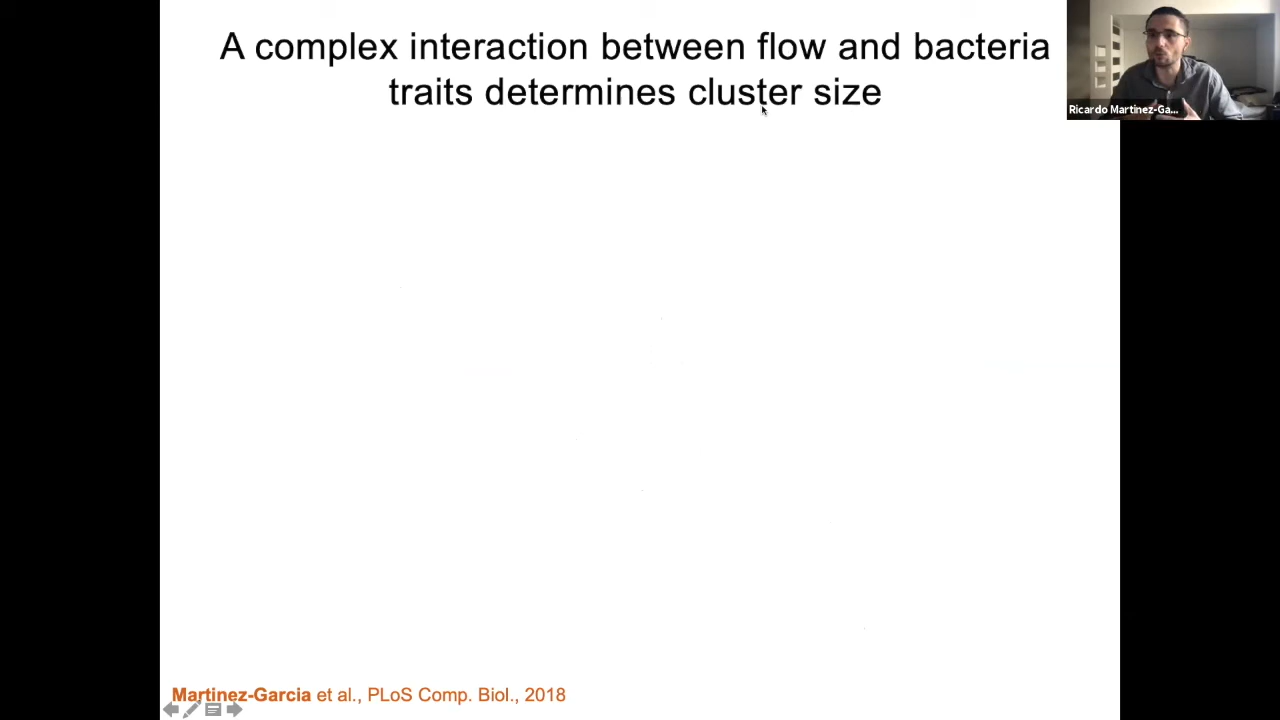 A complex interaction between flow and bacteria
traits determines cluster size
Ricardo Martinez-Ga...
Martinez-Garcia et al., PLoS Comp. Biol., 2018